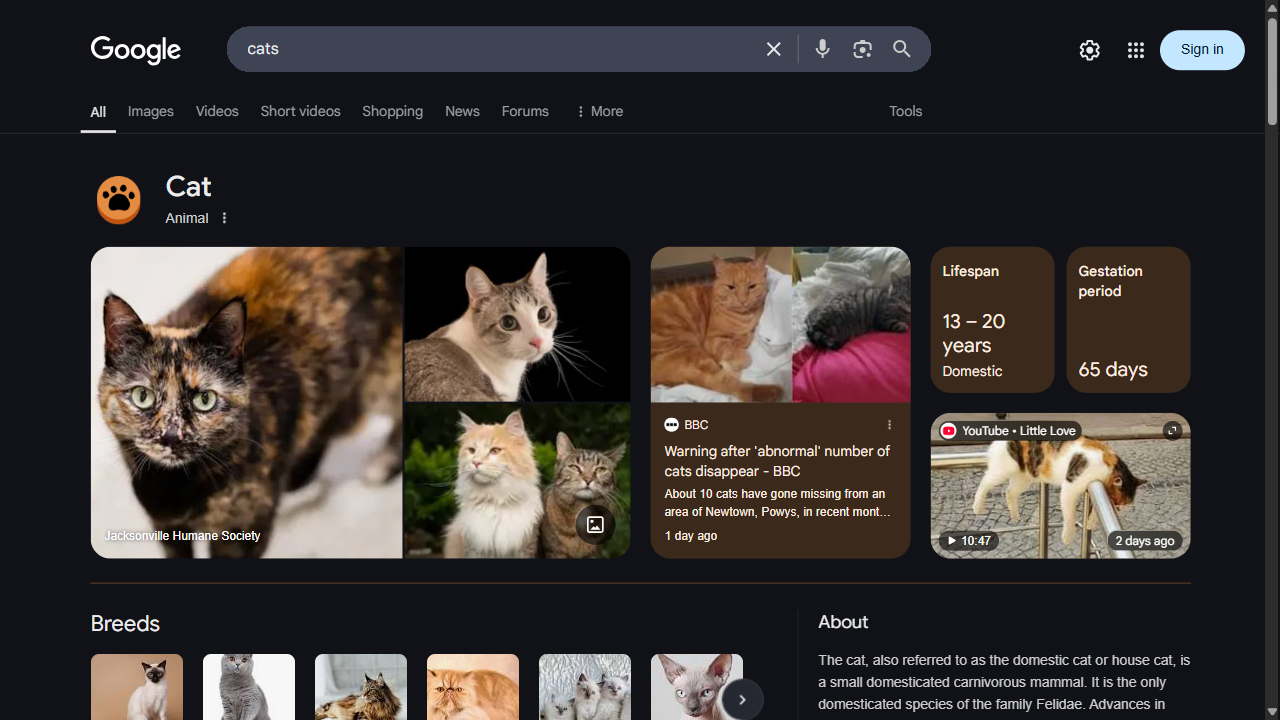 Google
cats
Sign in
All
Images
Videos
Short videos
Shopping
News
Forums
More
Tools
Cat
Animal
Jacksonville Humane Society
BBC
Warning after 'abnormal' number of
cats disappear - BBC
About 10 cats have gone missing from an
area of Newtown, Powys, in recent mont...
1 day ago
Lifespan
13 – 20
years
Domestic
Gestation
period
65 days
YouTube • Little Love
10:47
2 days ago
Breeds
About
The cat, also referred to as the domestic cat or house cat, is
a small domesticated carnivorous mammal. It is the only
domesticated species of the family Felidae. Advances in